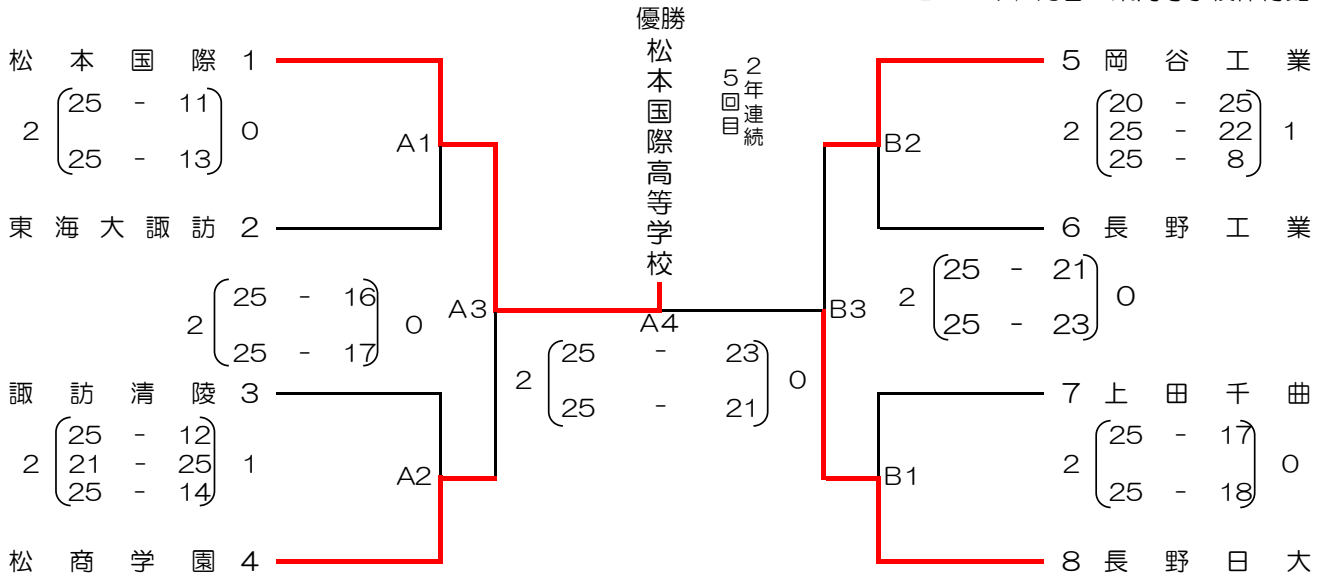 優勝
松本国際高等学校
2年連続
5回目
松本国際 1
2 25 - 11 0
25 - 13
A1
東海大諏訪 2
2 25 - 16 0
25 - 17
A3
諏訪清陵 3
2 25 - 12 1
21 - 25
25 - 14
A2
松商学園 4
A4
2 25 - 23 0
25 - 21
5 岡谷工業
2 20 - 25 1
25 - 22
25 - 8
B2
6 長野工業
2 25 - 21 0
25 - 23
B3
7 上田千曲
2 25 - 17 0
25 - 18
B1
8 長野日大